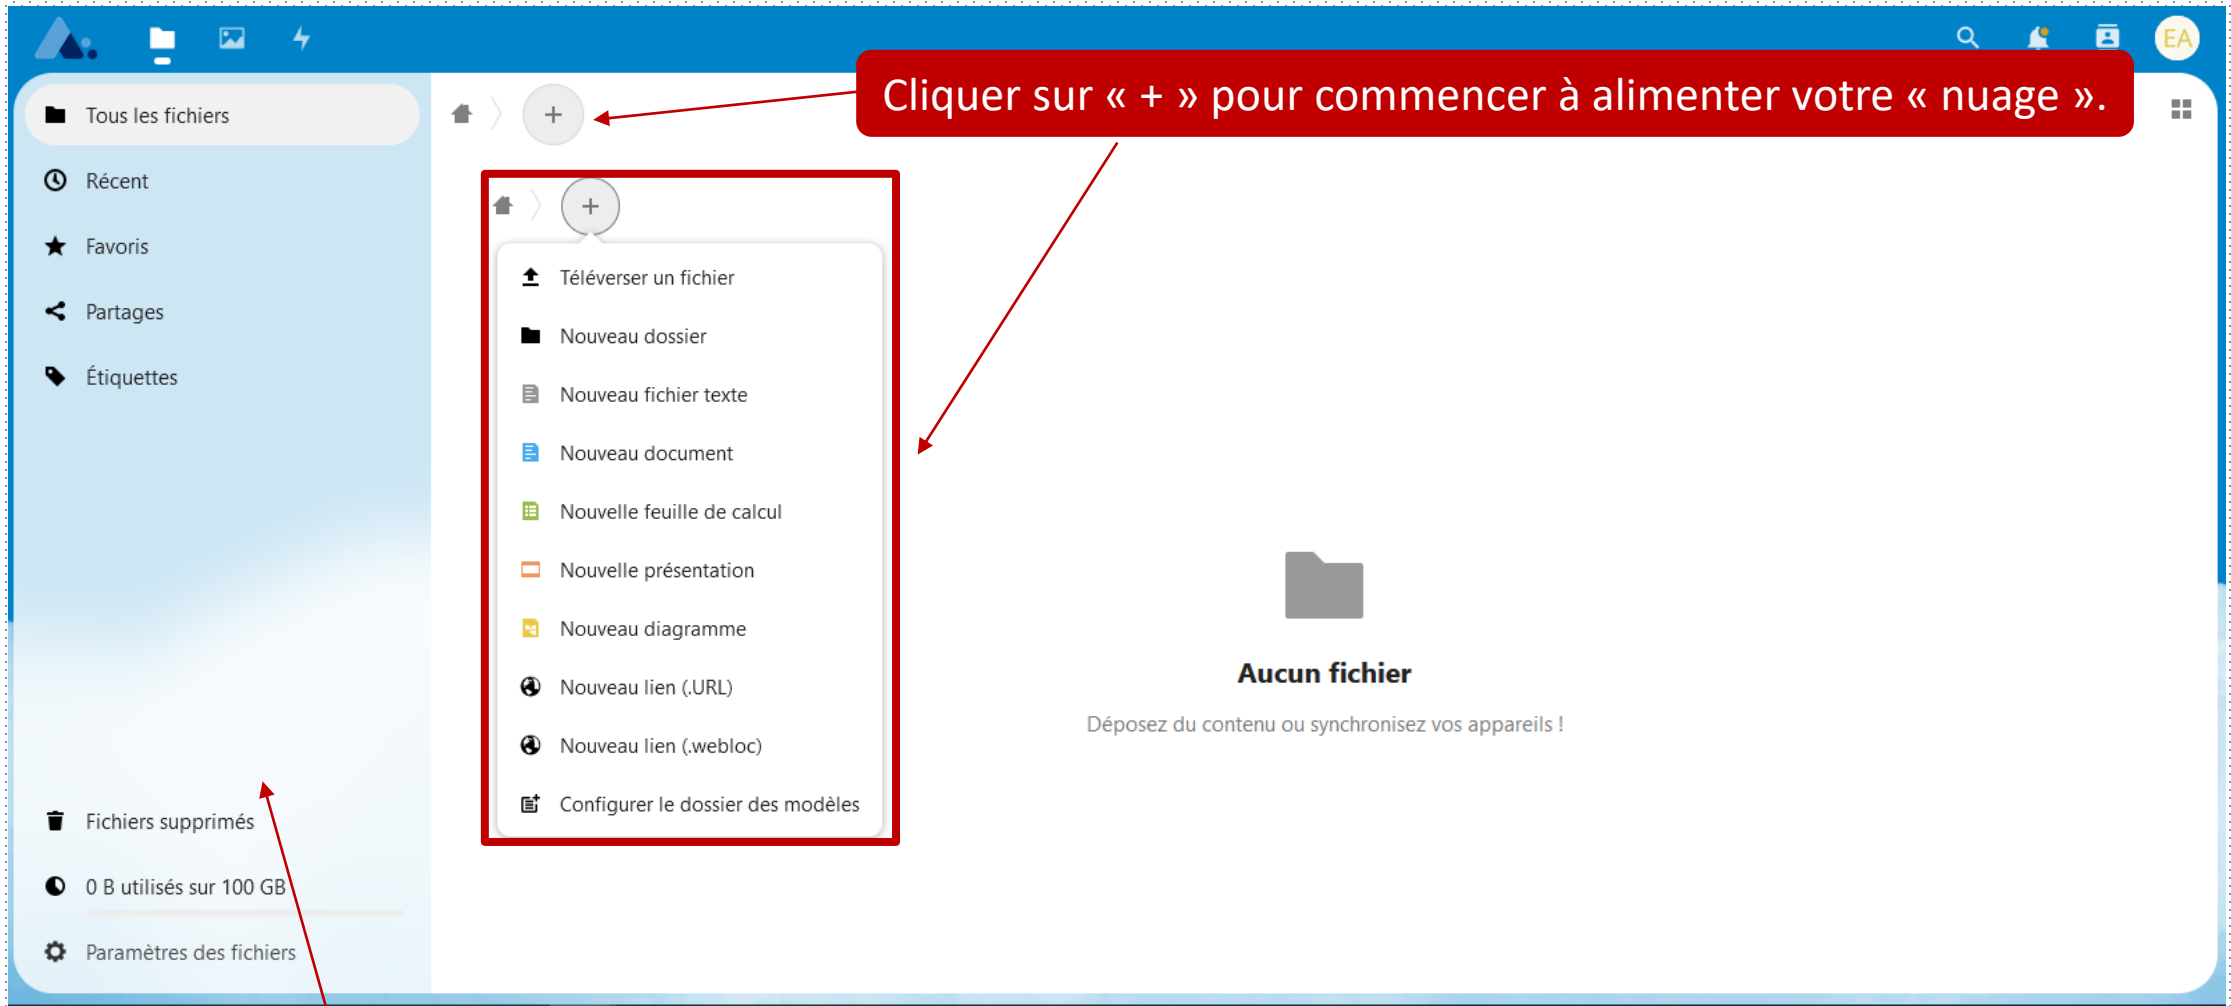 EA
Cliquer sur « + » pour commencer à alimenter votre « nuage ».
Tous les fichiers
Récent
Favoris
Partages
Étiquettes
Téléverser un fichier
Nouveau dossier
Nouveau fichier texte
Nouveau document
Nouvelle feuille de calcul
Nouvelle présentation
Nouveau diagramme
Nouveau lien (.URL)
Nouveau lien (.webloc)
Configurer le dossier des modèles
Aucun fichier
Déposez du contenu ou synchronisez vos appareils !
Fichiers supprimés
0 B utilisés sur 100 GB
Paramètres des fichiers